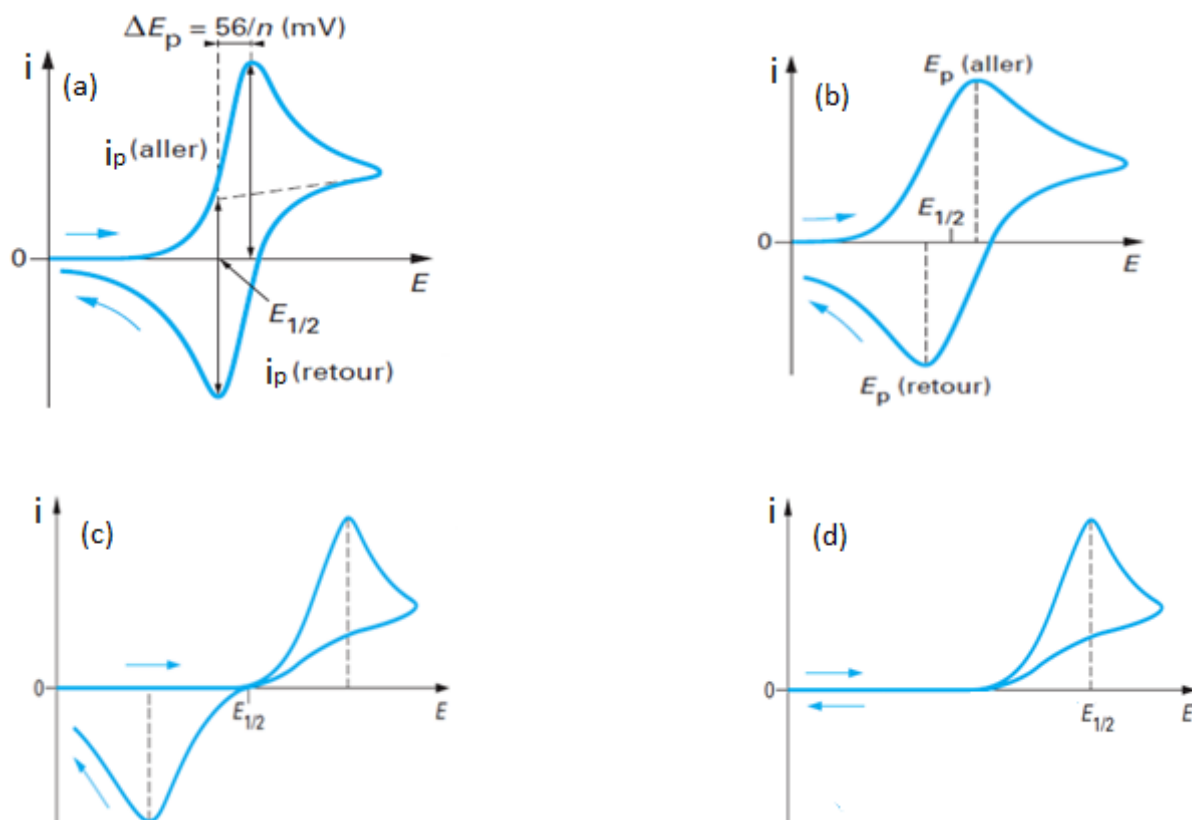 ΔEp = 56/n (mV)
i
(a)
ip (aller)
0
E
E1/2
ip (retour)
i
(b)
Ep (aller)
E1/2
0
E
Ep (retour)
i
(c)
0
E1/2
E
i
(d)
0
E1/2
E